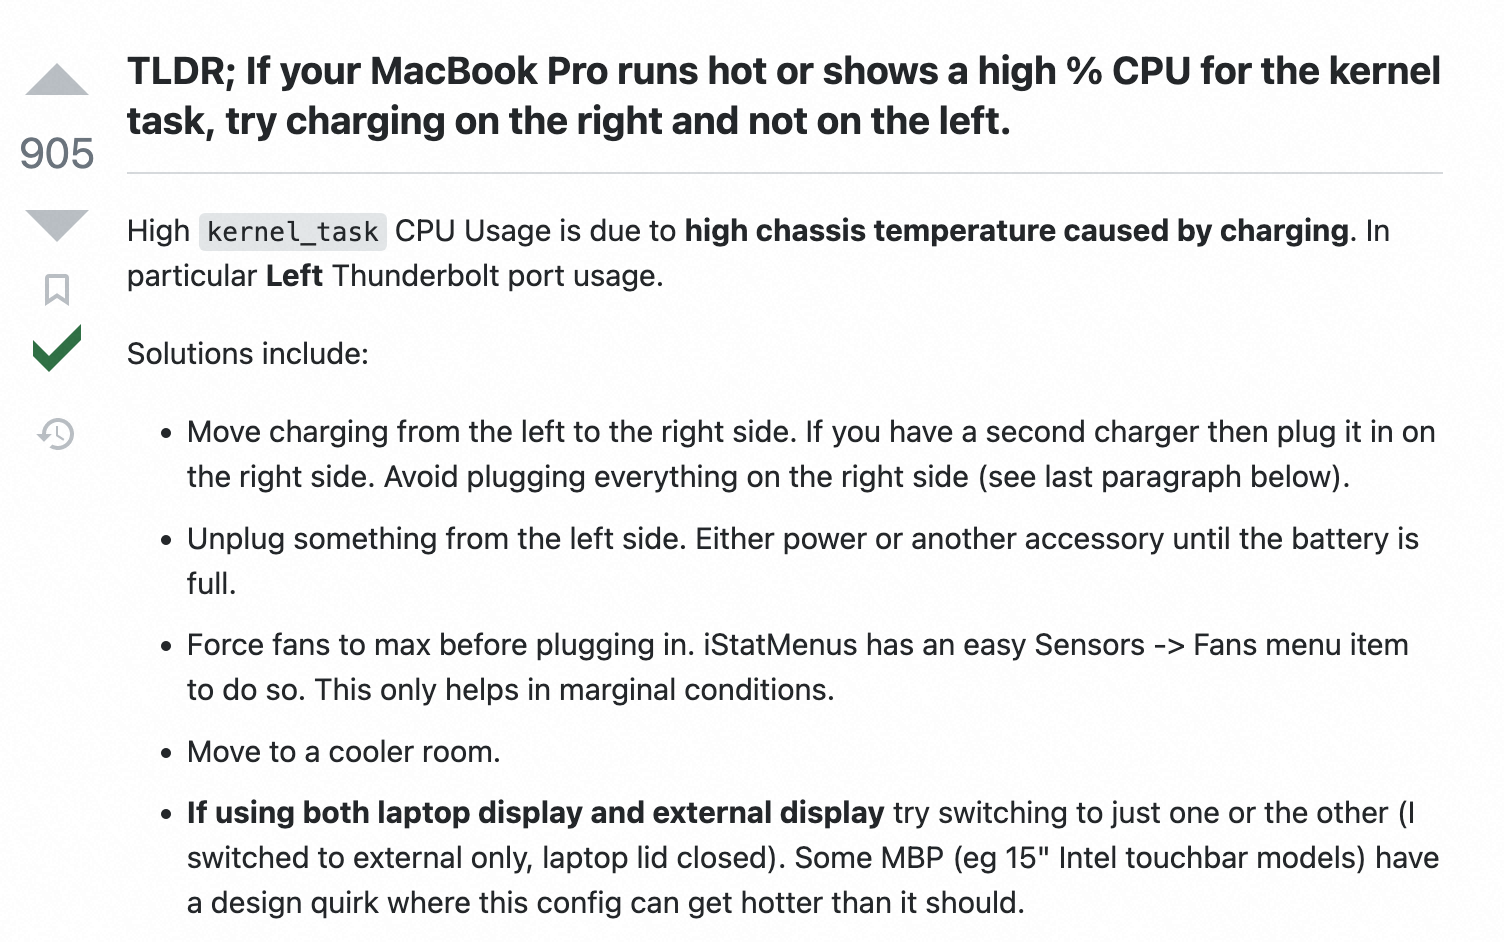 TLDR; If your MacBook Pro runs hot or shows a high % CPU for the kernel
task, try charging on the right and not on the left.
905
High kernel_task CPU Usage is due to high chassis temperature caused by charging. In
particular Left Thunderbolt port usage.
Solutions include:
• Move charging from the left to the right side. If you have a second charger then plug it in on
the right side. Avoid plugging everything on the right side (see last paragraph below).
• Unplug something from the left side. Either power or another accessory until the battery is
full.
• Force fans to max before plugging in. iStatMenus has an easy Sensors -> Fans menu item
to do so. This only helps in marginal conditions.
• Move to a cooler room.
• If using both laptop display and external display try switching to just one or the other (I
switched to external only, laptop lid closed). Some MBP (eg 15" Intel touchbar models) have
a design quirk where this config can get hotter than it should.